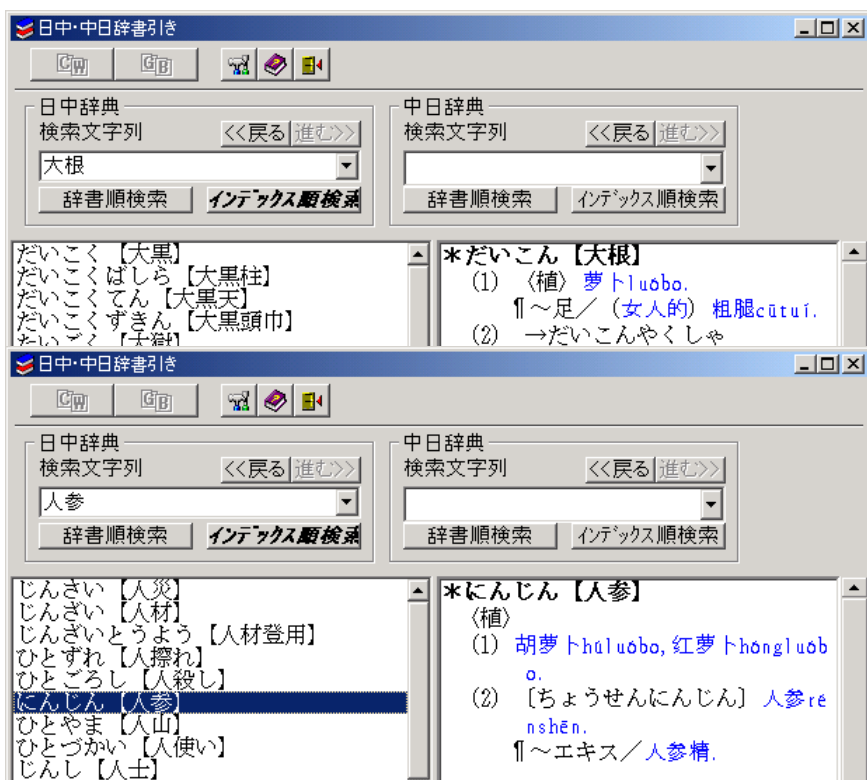 日中・中日辞書引き
CW GB
日中辞典
検索文字列 <<戻る 進む>>
大根
辞書順検索 インデックス順検索
中日辞典
検索文字列 <<戻る 進む>>
辞書順検索 インデックス順検索
だいこく【大黒】
だいこくばしら【大黒柱】
だいこくてん【大黒天】
だいこくずきん【大黒頭巾】
たいごく【大獄】
*だいこん【大根】
(1) 〈植〉萝卜luóbo.
¶～足／(女人的) 粗腿cūtuǐ.
(2) →だいこんやくしゃ
日中・中日辞書引き
CW GB
日中辞典
検索文字列 <<戻る 進む>>
人参
辞書順検索 インデックス順検索
中日辞典
検索文字列 <<戻る 進む>>
辞書順検索 インデックス順検索
じんさい【人災】
じんざい【人材】
じんざいとうよう【人材登用】
ひとずれ【人擦れ】
ひとごろし【人殺し】
にんじん【人参】
ひとやま【人山】
ひとづかい【人使い】
じんし【人士】
*にんじん【人参】
〈植〉
(1) 胡萝卜húluóbo,红萝卜hóngluób
o.
(2) 〔ちょうせんにんじん〕人参ré
nshēn.
¶～エキス／人参精.